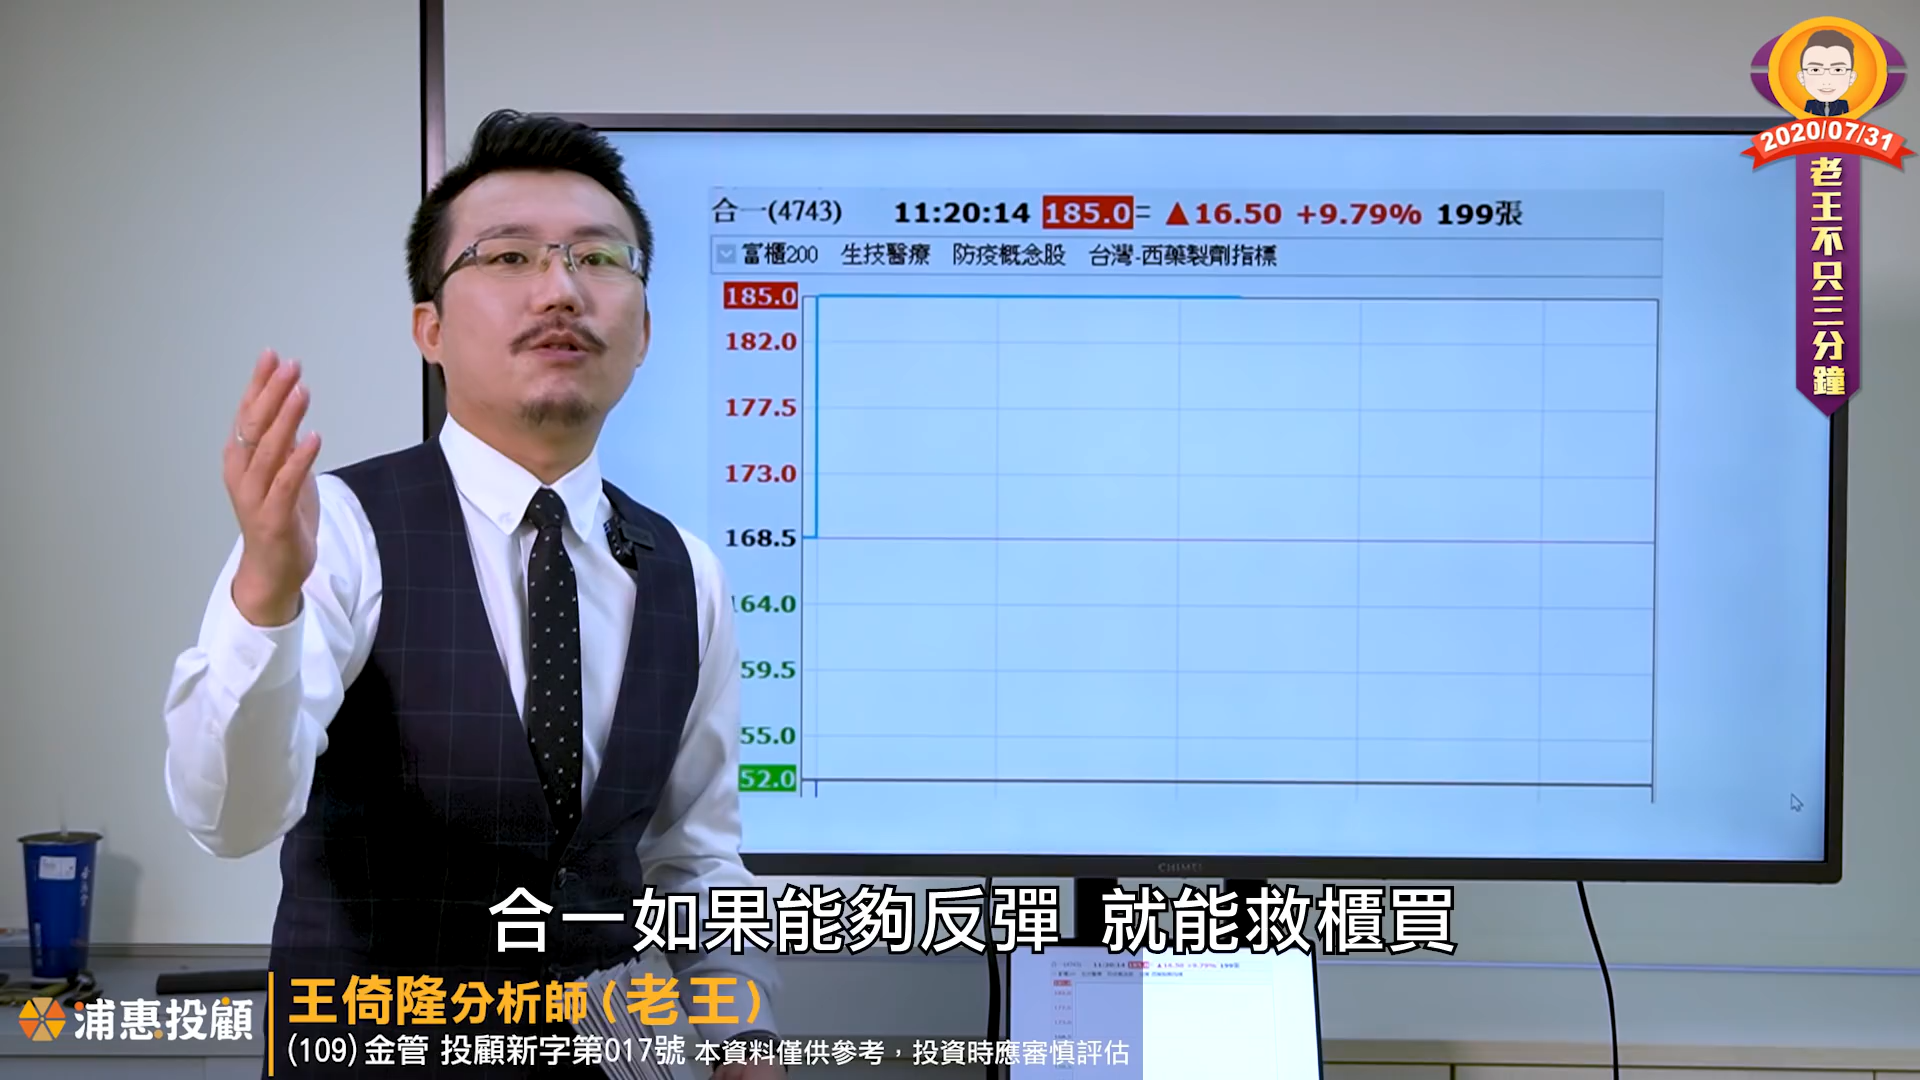 2020/07/31
老王不只三分鐘
合一(4743) 11:20:14 185.0= ▲16.50 +9.79% 199張
富櫃200 生技醫療 防疫概念股 台灣-西藥製劑指標
185.0
182.0
177.5
173.0
168.5
164.0
59.5
55.0
52.0
CHIMEI
合一如果能夠反彈 就能救櫃買
浦惠投顧
王倚隆分析師(老王)
(109)金管 投顧新字第017號 本資料僅供參考，投資時應審慎評估